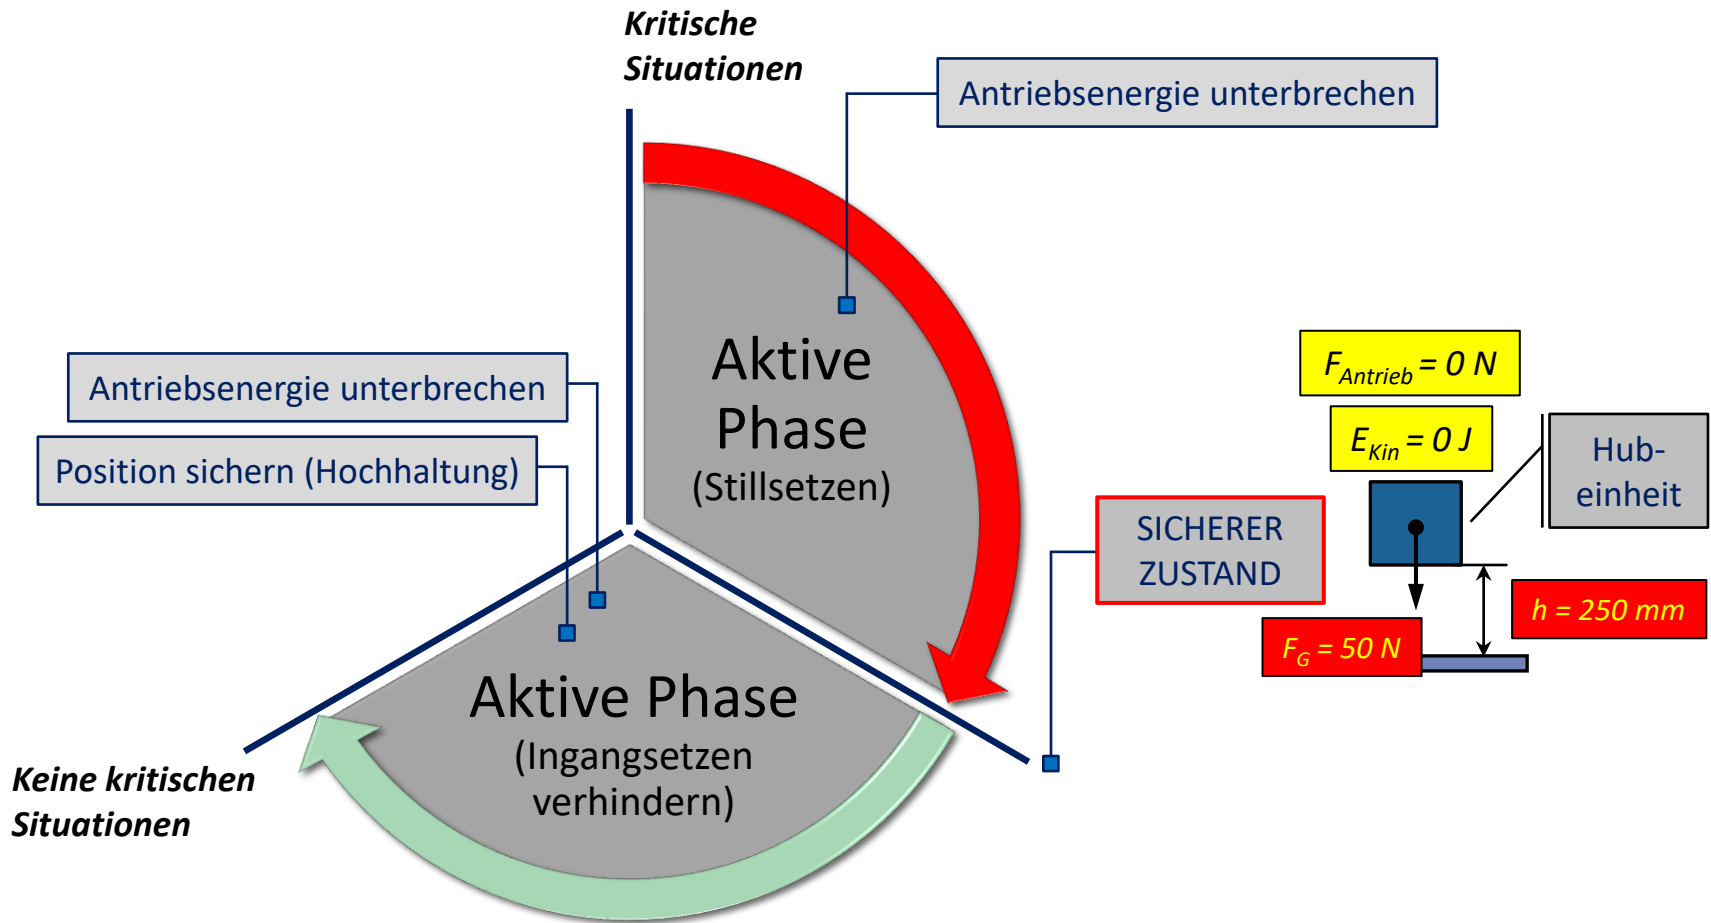 Kritische
Situationen
Antriebsenergie unterbrechen
Aktive
Phase
(Stillsetzen)
Antriebsenergie unterbrechen
Position sichern (Hochhaltung)
F_Antrieb = 0 N
E_Kin = 0 J
Hub-
einheit
SICHERER
ZUSTAND
h = 250 mm
F_G = 50 N
Aktive Phase
(Ingangsetzen
verhindern)
Keine kritischen
Situationen